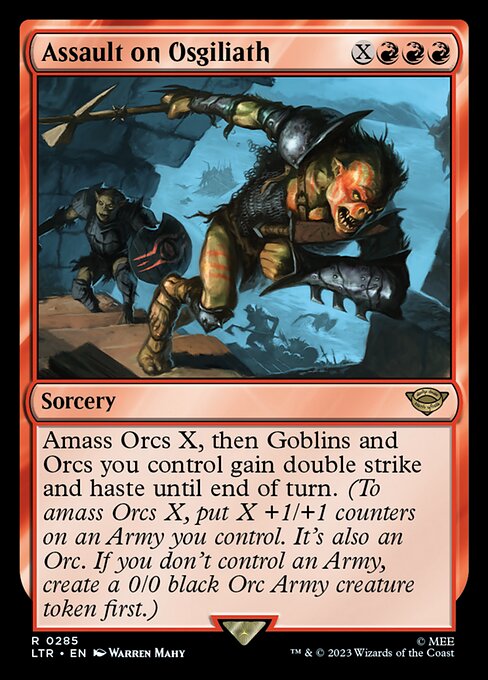 Assault on Osgiliath XRRR
Sorcery
Amass Orcs X, then Goblins and
Orcs you control gain double strike
and haste until end of turn. (To
amass Orcs X, put X +1/+1 counters
on an Army you control. It's also an
Orc. If you don't control an Army,
create a 0/0 black Orc Army creature
token first.)
R 0285
LTR • EN Warren Mahy
© MEE
™ & © 2023 Wizards of the Coast